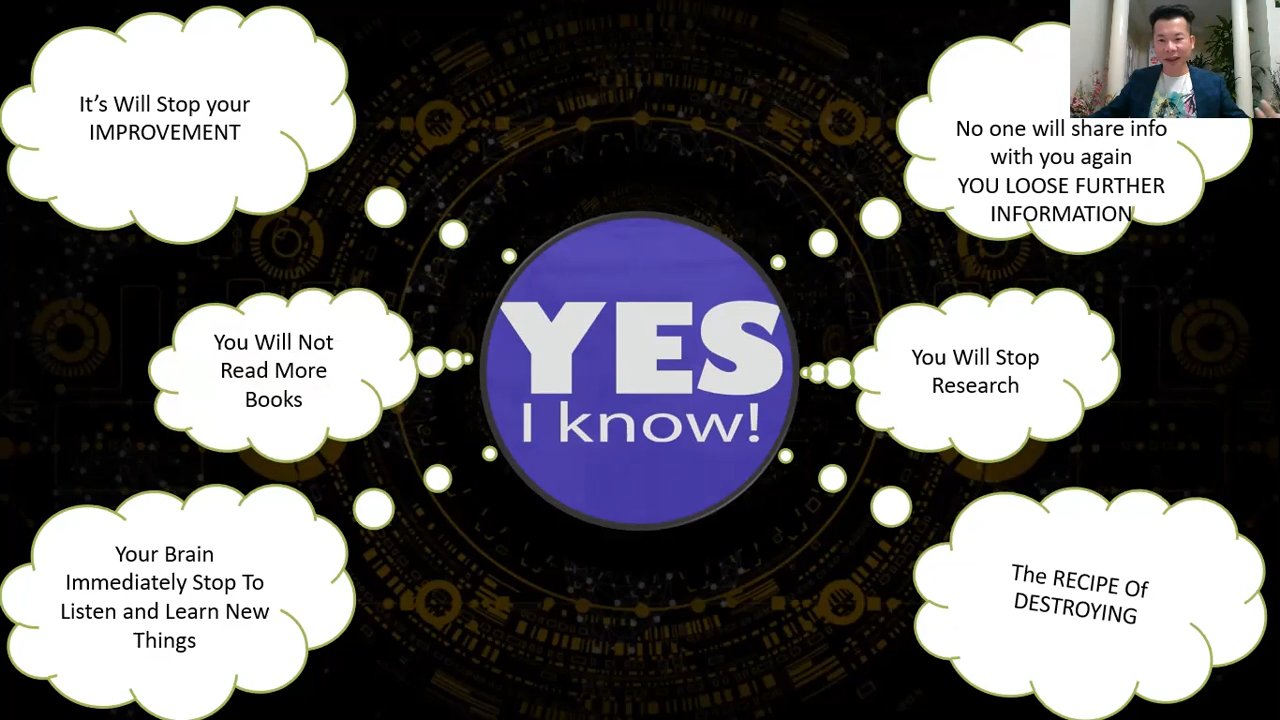 It's Will Stop your
IMPROVEMENT
No one will share info
with you again
YOU LOOSE FURTHER
INFORMATION
YES
I know!
You Will Not
Read More
Books
You Will Stop
Research
Your Brain
Immediately Stop To
Listen and Learn New
Things
The RECIPE Of
DESTROYING